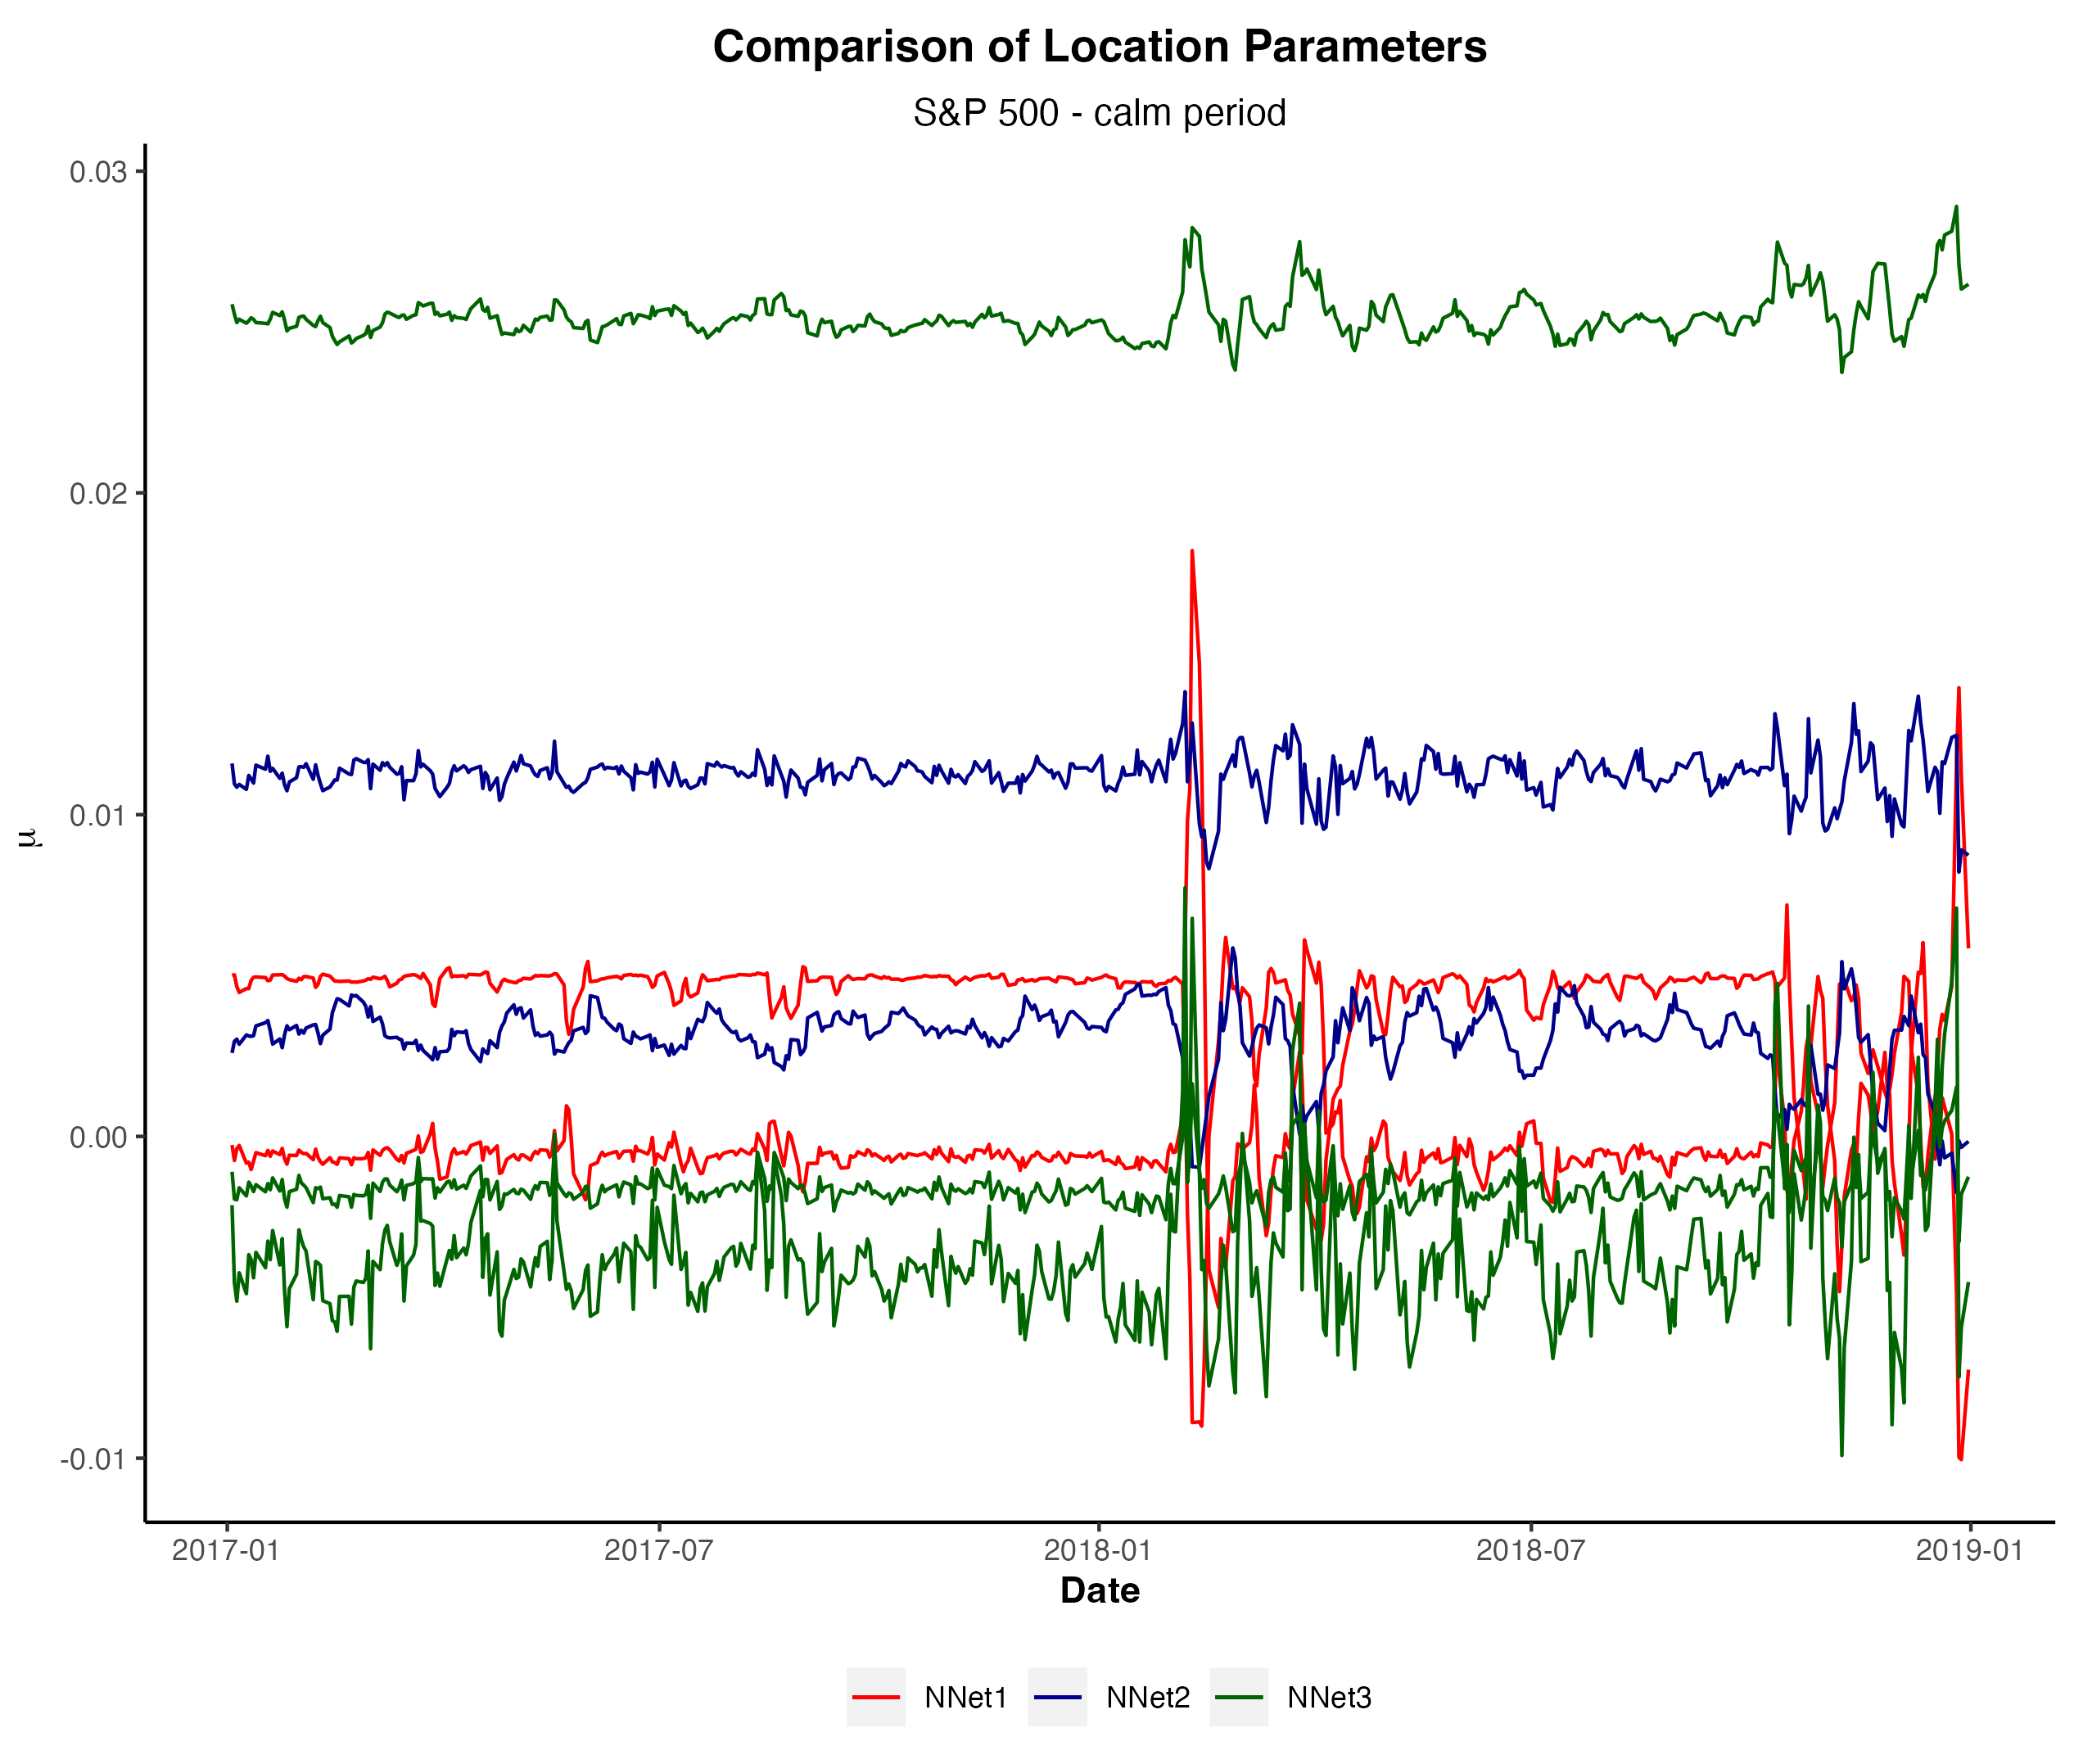 Comparison of Location Parameters
S&P 500 - calm period
0.03
0.02
0.01
0.00
-0.01
μ
2017-01 2017-07 2018-01 2018-07 2019-01
Date
NNet1 NNet2 NNet3